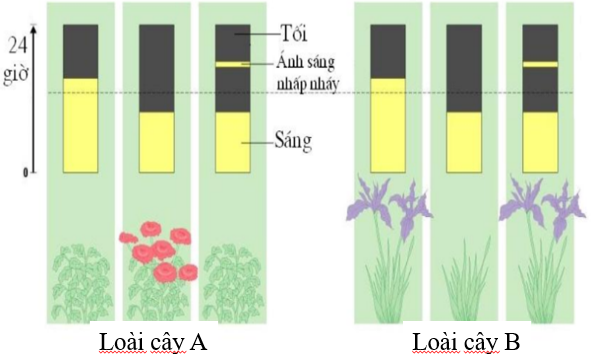 24
giờ
0
Tối
Ánh sáng
nhấp nháy
Sáng
Loài cây A
Loài cây B